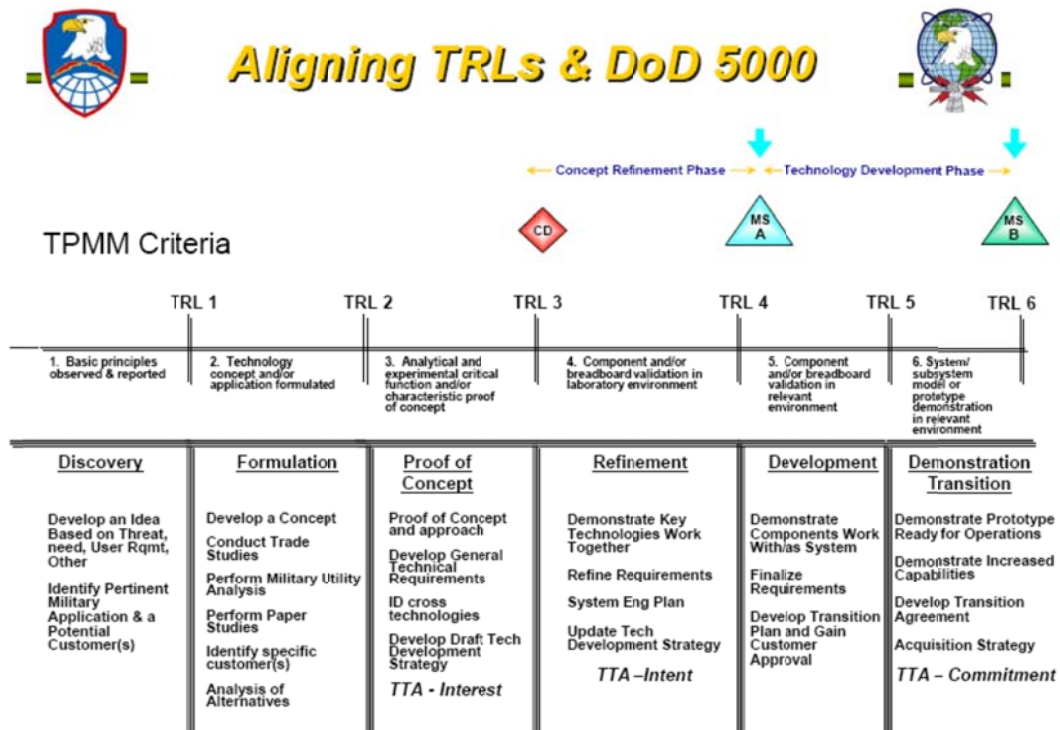 Aligning TRLs & DoD 5000
Concept Refinement Phase
Technology Development Phase
CD
MS
A
MS
B
TPMM Criteria
TRL 1
TRL 2
TRL 3
TRL 4
TRL 5
TRL 6
1. Basic principles
observed & reported
2. Technology
concept and/or
application formulated
3. Analytical and
experimental critical
function and/or
characteristic proof
of concept
4. Component and/or
breadboard validation in
laboratory environment
5. Component
and/or breadboard
validation in
relevant
environment
6. System/
subsystem
model or
prototype
demonstration
in relevant
environment
Discovery
Develop an Idea
Based on Threat,
need, User Rqmt,
Other
Identify Pertinent
Military
Application & a
Potential
Customer(s)
Formulation
Develop a Concept
Conduct Trade
Studies
Perform Military Utility
Analysis
Perform Paper
Studies
Identify specific
customer(s)
Analysis of
Alternatives
Proof of
Concept
Proof of Concept
and approach
Develop General
Technical
Requirements
ID cross
technologies
Develop Draft Tech
Development
Strategy
TTA - Interest
Refinement
Demonstrate Key
Technologies Work
Together
Refine Requirements
System Eng Plan
Update Tech
Development Strategy
TTA –Intent
Development
Demonstrate
Components Work
With/as System
Finalize
Requirements
Develop Transition
Plan and Gain
Customer
Approval
Demonstration
Transition
Demonstrate Prototype
Ready for Operations
Demonstrate Increased
Capabilities
Develop Transition
Agreement
Acquisition Strategy
TTA – Commitment